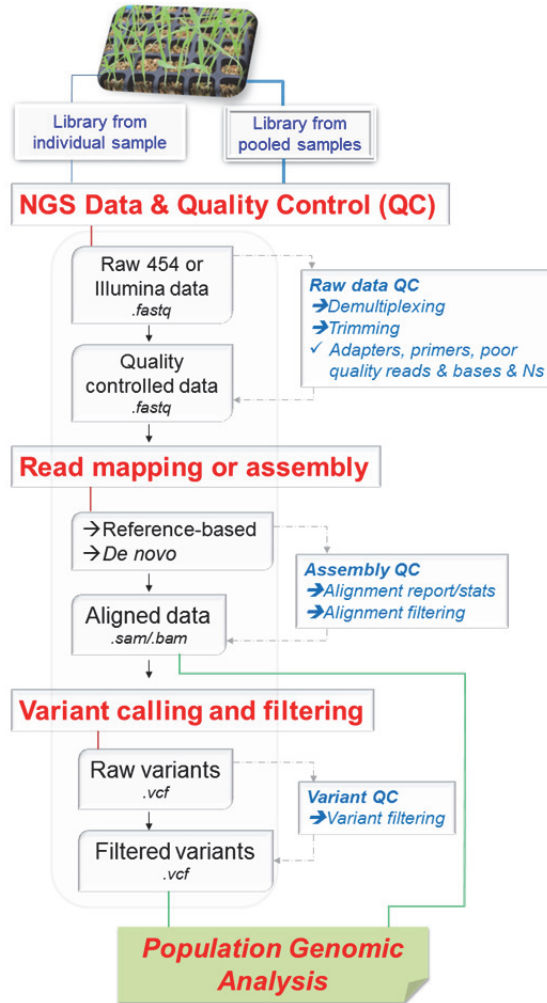 Library from
individual sample
Library from
pooled samples
NGS Data & Quality Control (QC)
Raw 454 or
Illumina data
.fastq
Raw data QC
➔Demultiplexing
➔Trimming
✓ Adapters, primers, poor
quality reads & bases & Ns
Quality
controlled data
.fastq
Read mapping or assembly
→Reference-based
→De novo
Assembly QC
➔Alignment report/stats
➔Alignment filtering
Aligned data
.sam/.bam
Variant calling and filtering
Raw variants
.vcf
Variant QC
➔Variant filtering
Filtered variants
.vcf
Population Genomic
Analysis